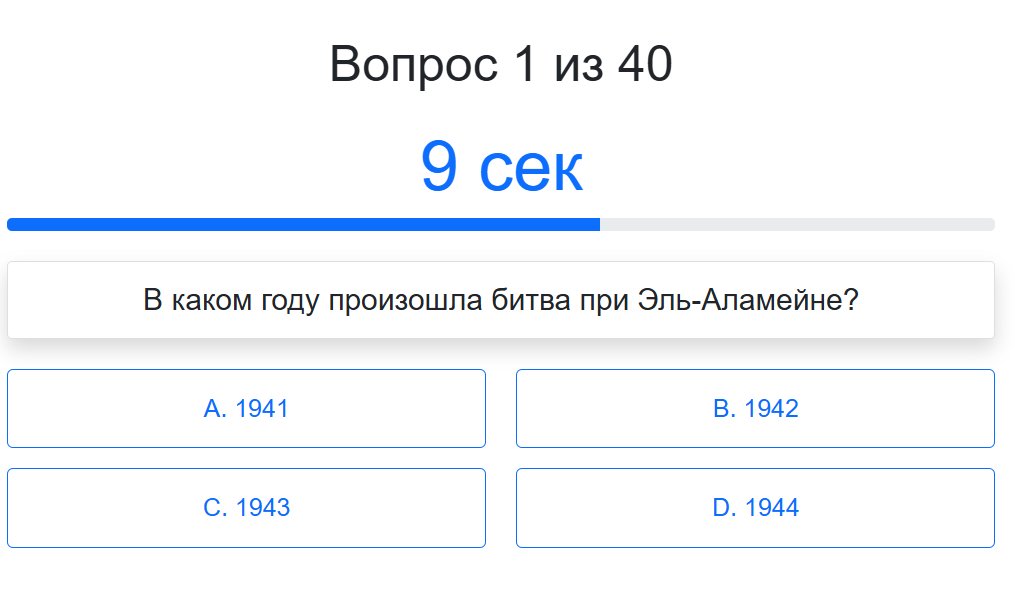 Вопрос 1 из 40
9 сек
В каком году произошла битва при Эль-Аламейне?
A. 1941
B. 1942
C. 1943
D. 1944